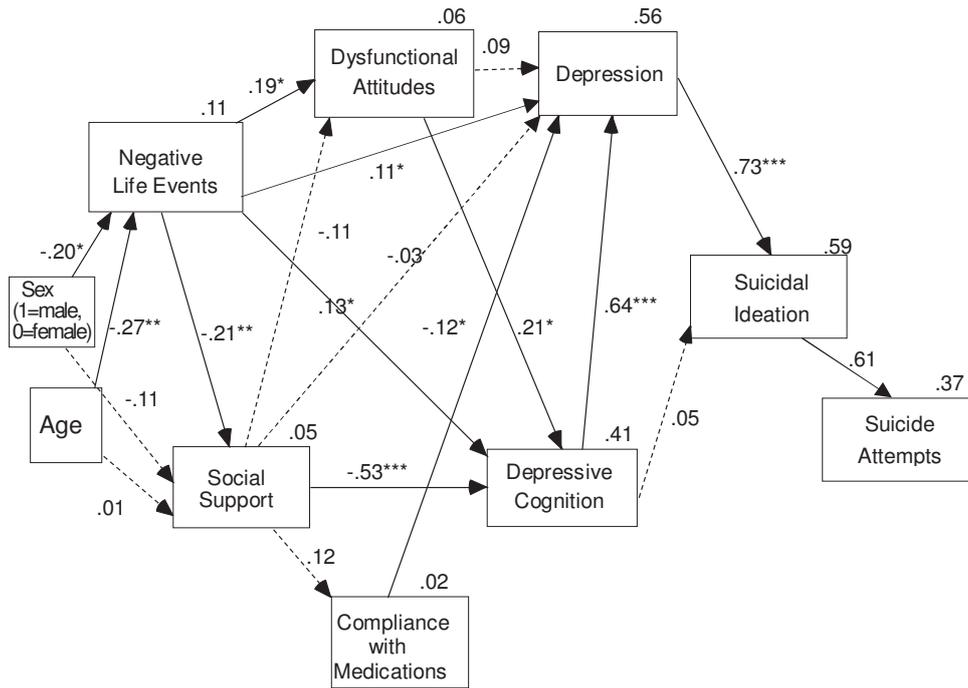 .06
.56
Dysfunctional
Attitudes
.09
Depression
.19*
.11
Negative
Life Events
.11*
.73***
-.11
-.03
-.20*
.59
Sex
(1=male,
0=female)
Suicidal
Ideation
-.27**
-.21**
.13*
-.12*
.21*
.64***
.61
.37
-.11
Age
.05
.05
.41
Suicide
Attempts
Social
Support
-.53***
Depressive
Cognition
.01
.12
.02
Compliance
with
Medications